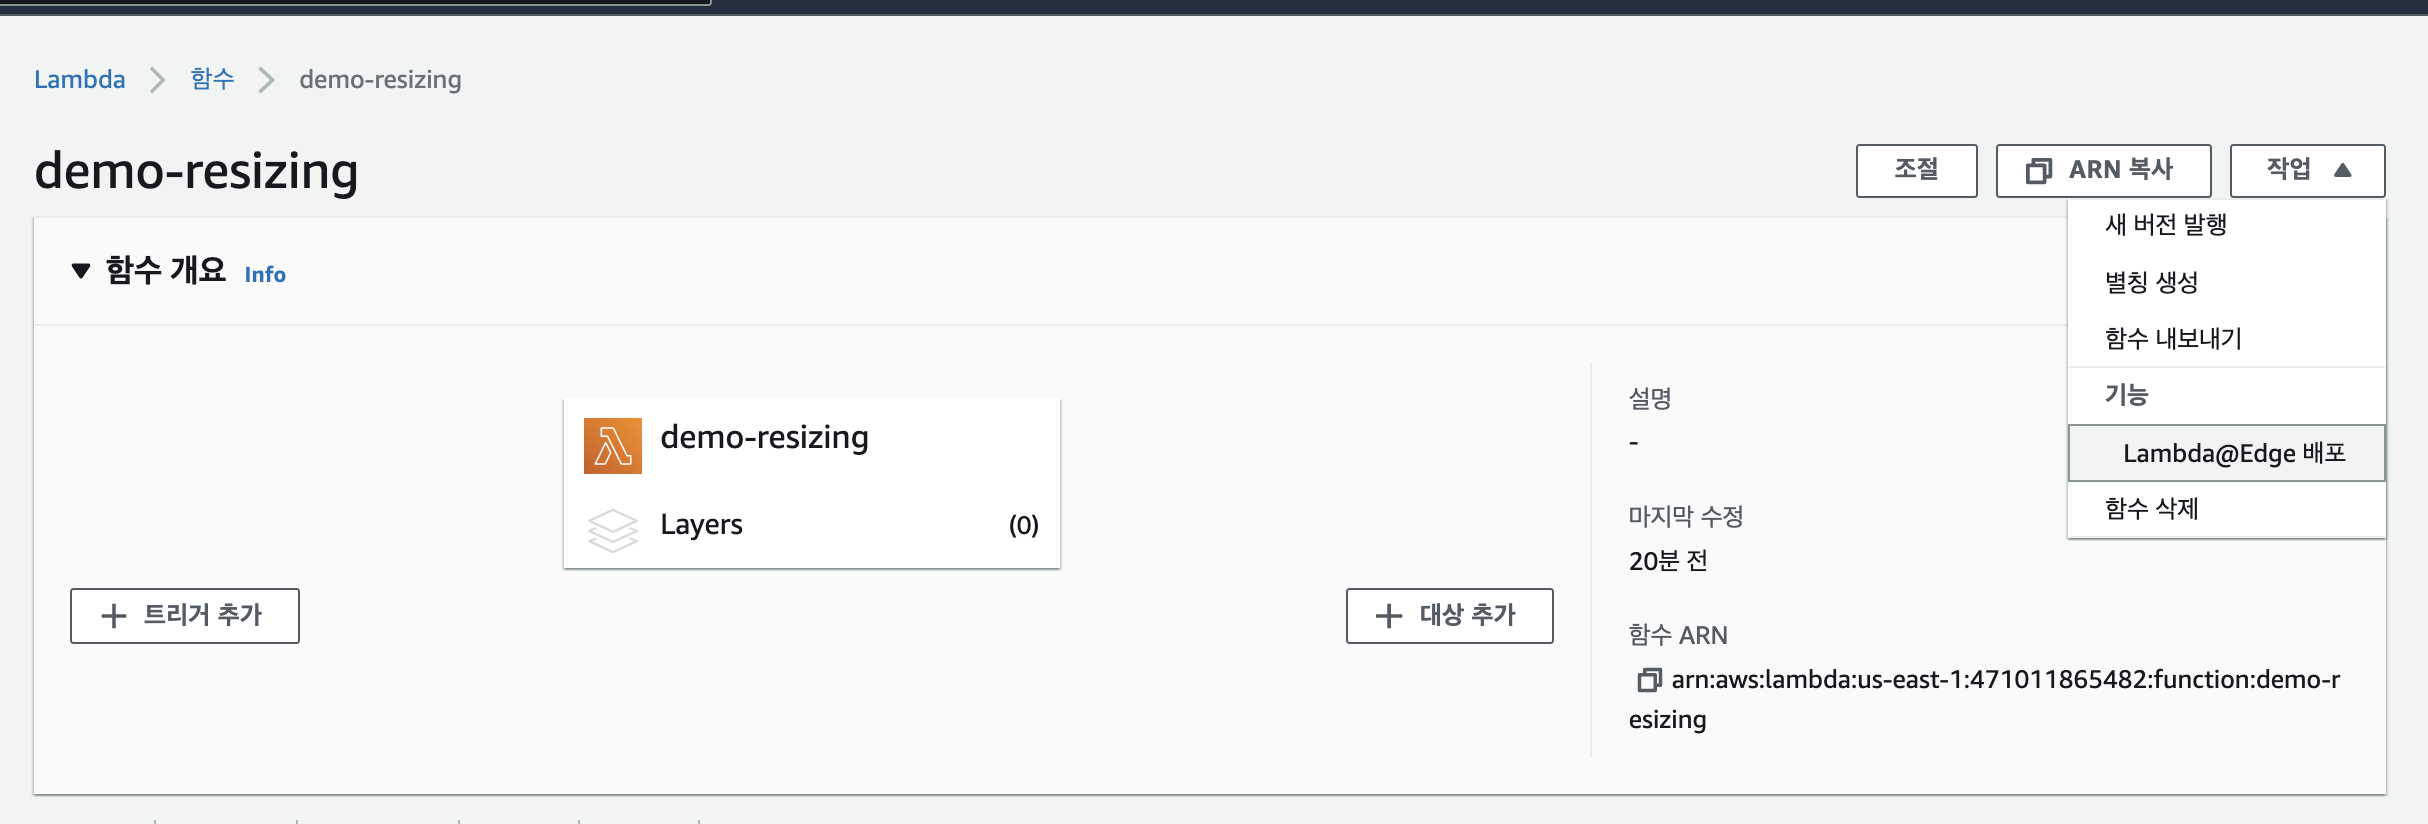 Lambda
함수
demo-resizing
demo-resizing
조절
ARN 복사
작업
새 버전 발행
별칭 생성
함수 내보내기
기능
Lambda@Edge 배포
함수 삭제
함수 개요 Info
demo-resizing
Layers (0)
트리거 추가
대상 추가
설명
-
마지막 수정
20분 전
함수 ARN
arn:aws:lambda:us-east-1:471011865482:function:demo-r
esizing